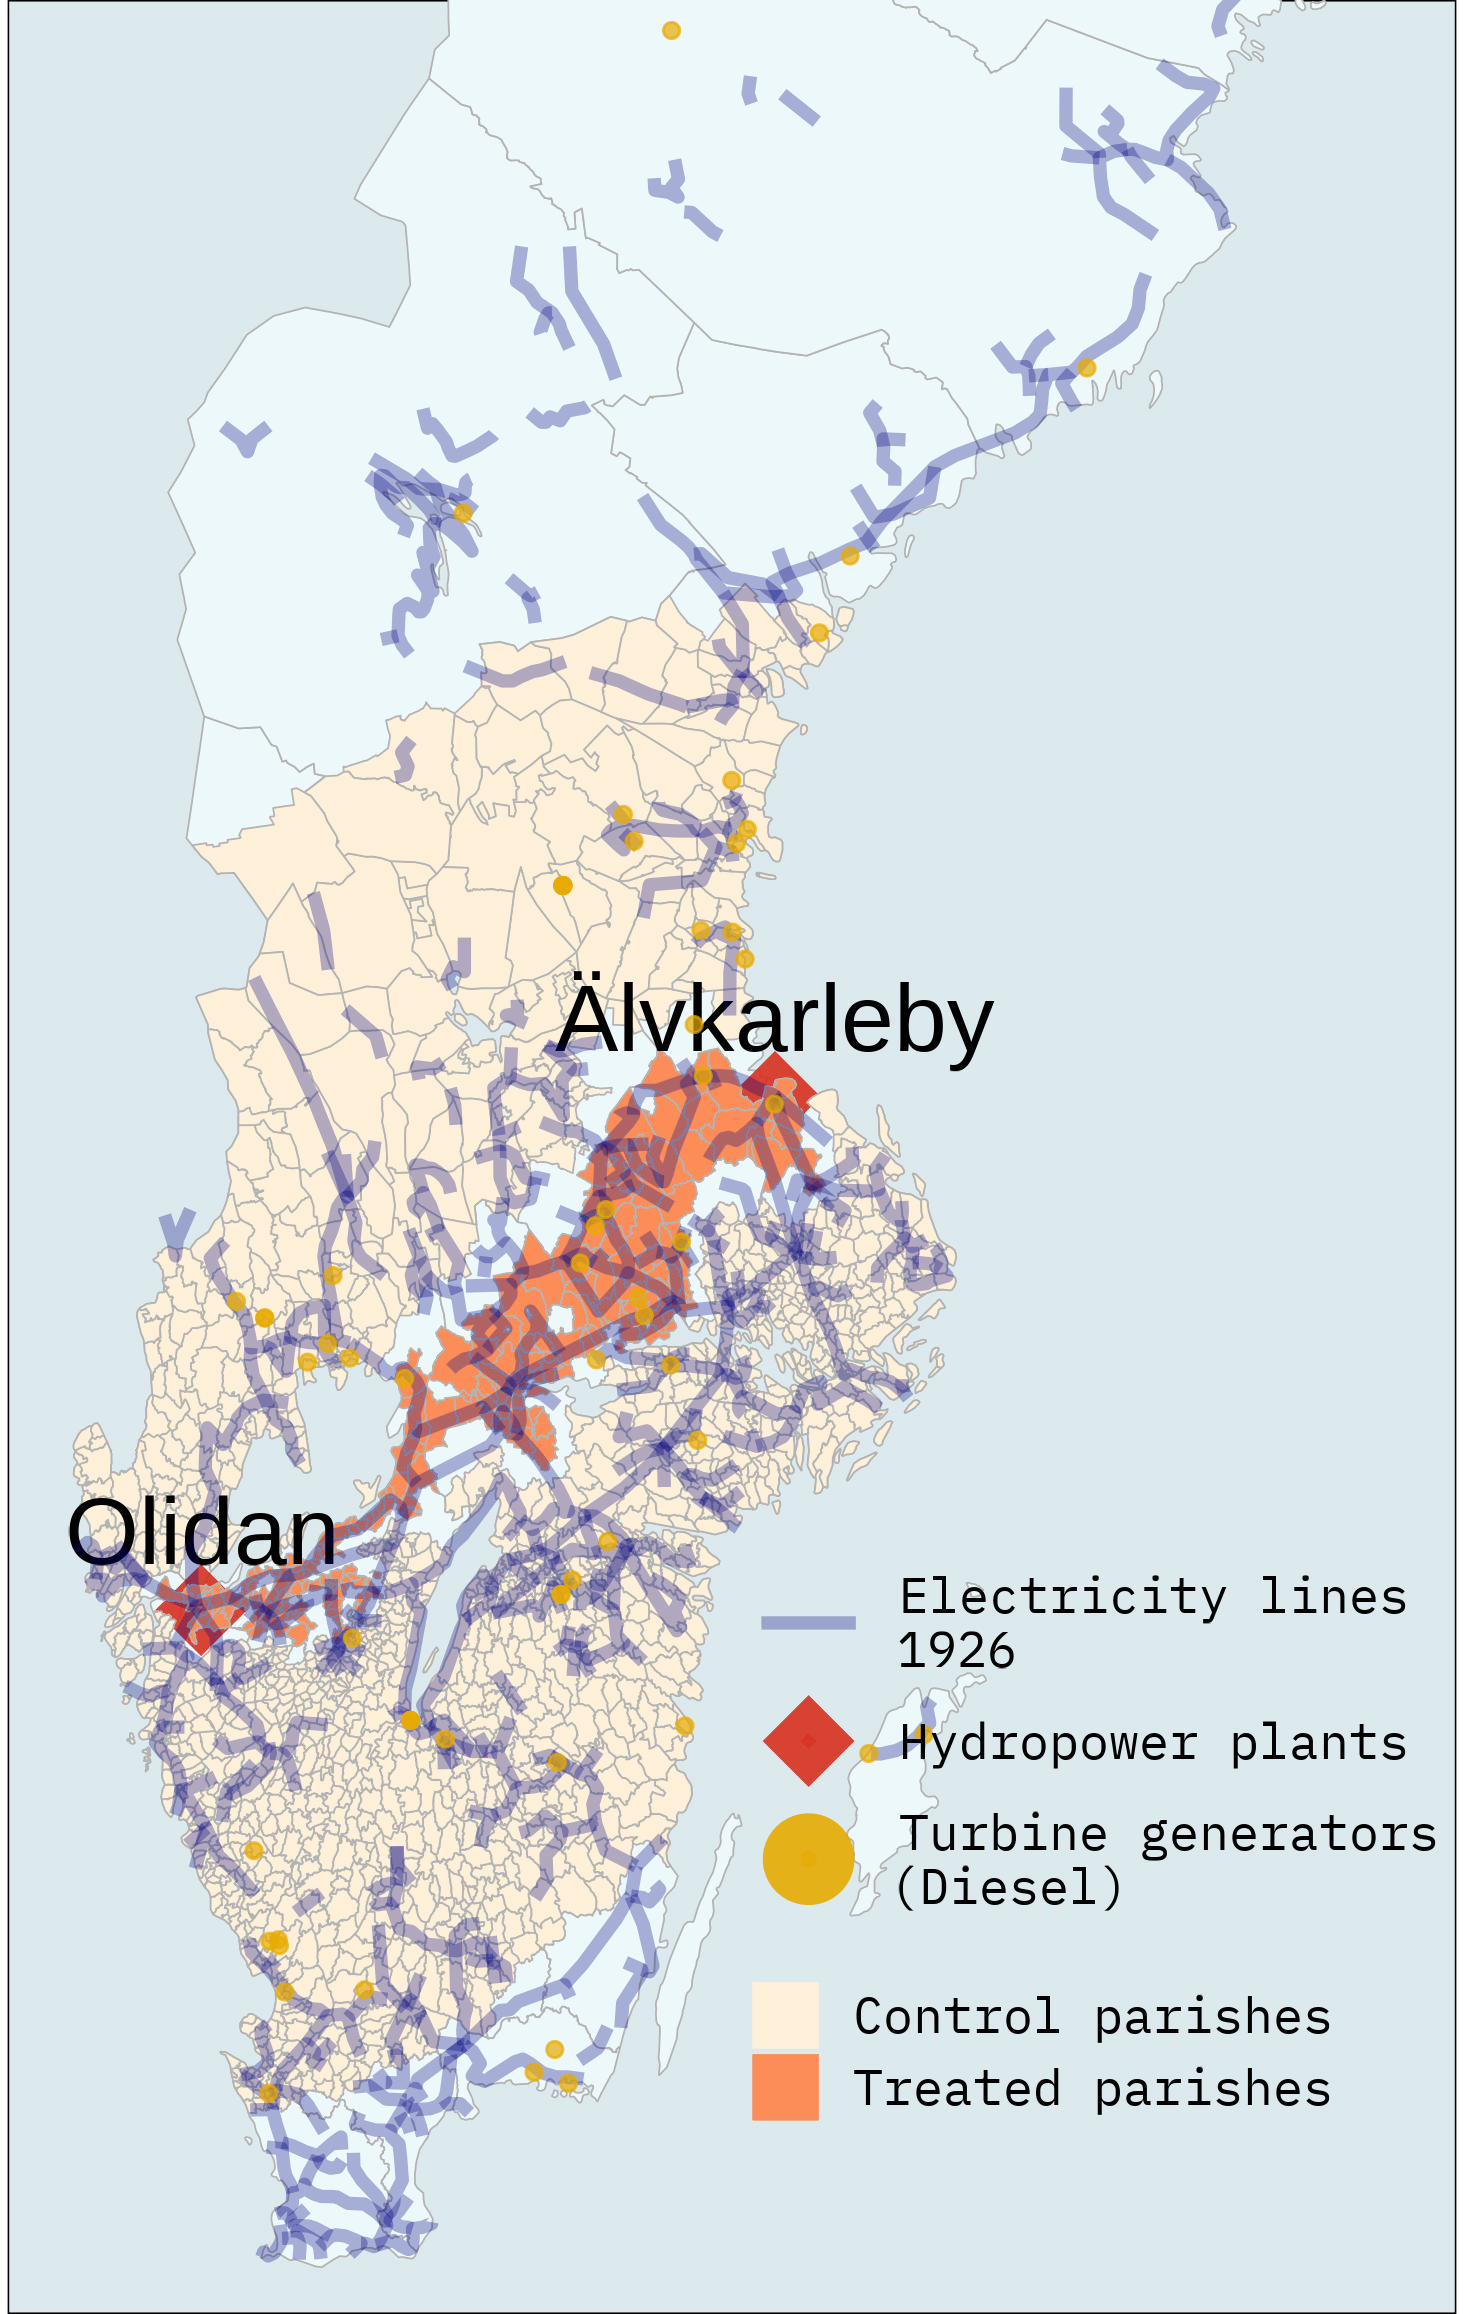 Älvkarleby
Olidan
Electricity lines
1926
Hydropower plants
Turbine generators
(Diesel)
Control parishes
Treated parishes